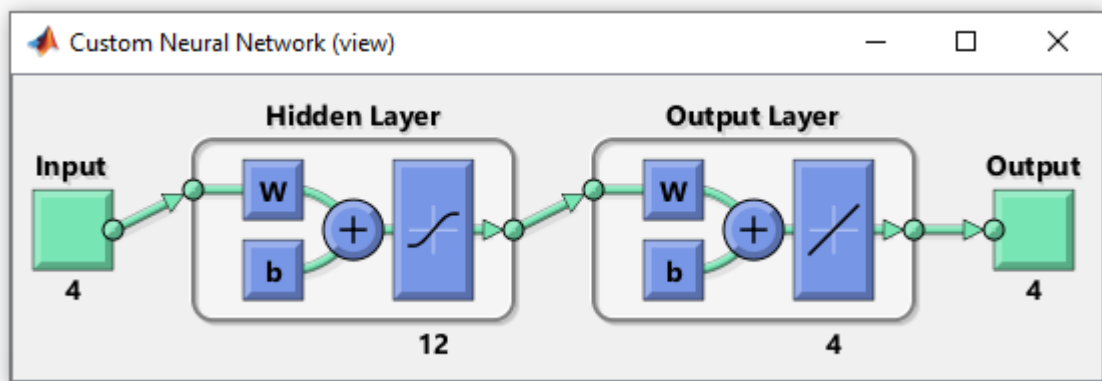 Custom Neural Network (view)
Hidden Layer
Output Layer
Input
Output
W
W
+
+
b
b
4
4
12
4